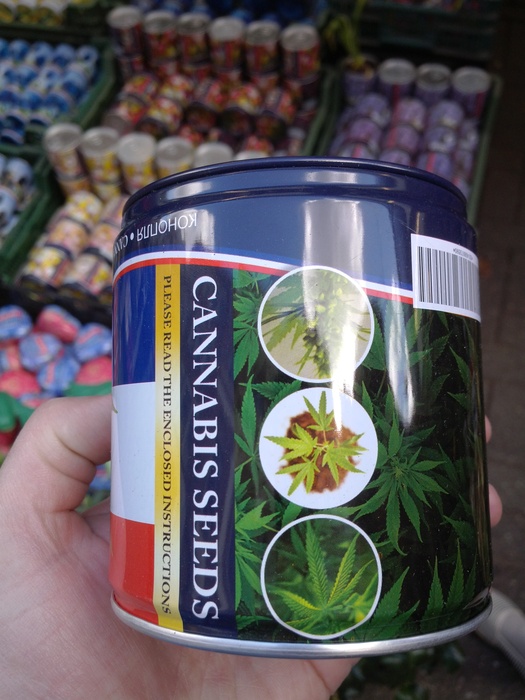 КОНОПЛЯ •
CANNABIS SEEDS
PLEASE READ THE ENCLOSED INSTRUCTIONS